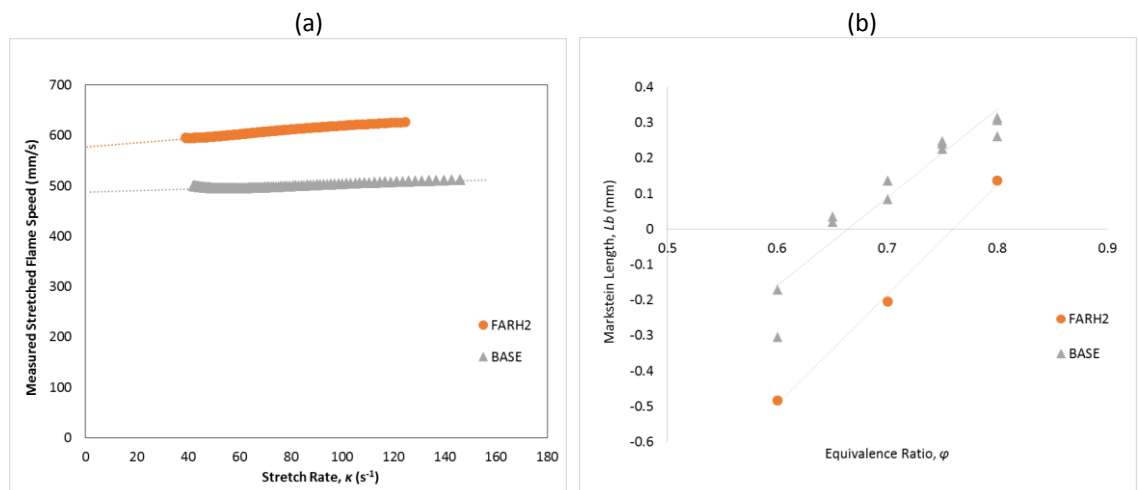 (a)
(b)
700
600
500
400
300
200
100
0
0 20 40 60 80 100 120 140 160 180
Measured Stretched Flame Speed (mm/s)
Stretch Rate, κ (s⁻¹)
FARH2
BASE
0.4
0.3
0.2
0.1
0
-0.1
-0.2
-0.3
-0.4
-0.5
-0.6
0.5 0.6 0.7 0.8 0.9
Markstein Length, Lb (mm)
Equivalence Ratio, φ
FARH2
BASE